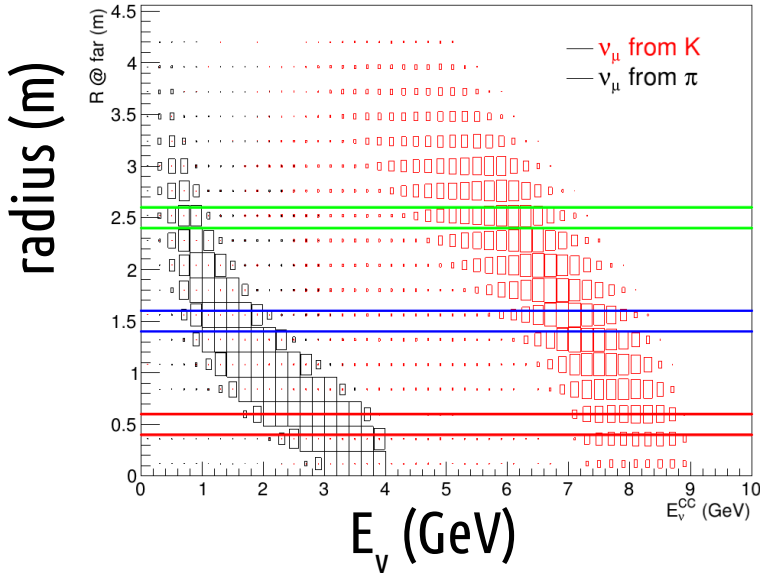 radius (m)
R @ far (m)
4.5
4
3.5
3
2.5
2
1.5
1
0.5
0
ν_μ from K
ν_μ from π
0 1 2 3 4 5 6 7 8 9 10
E_ν^CC (GeV)
E_ν (GeV)